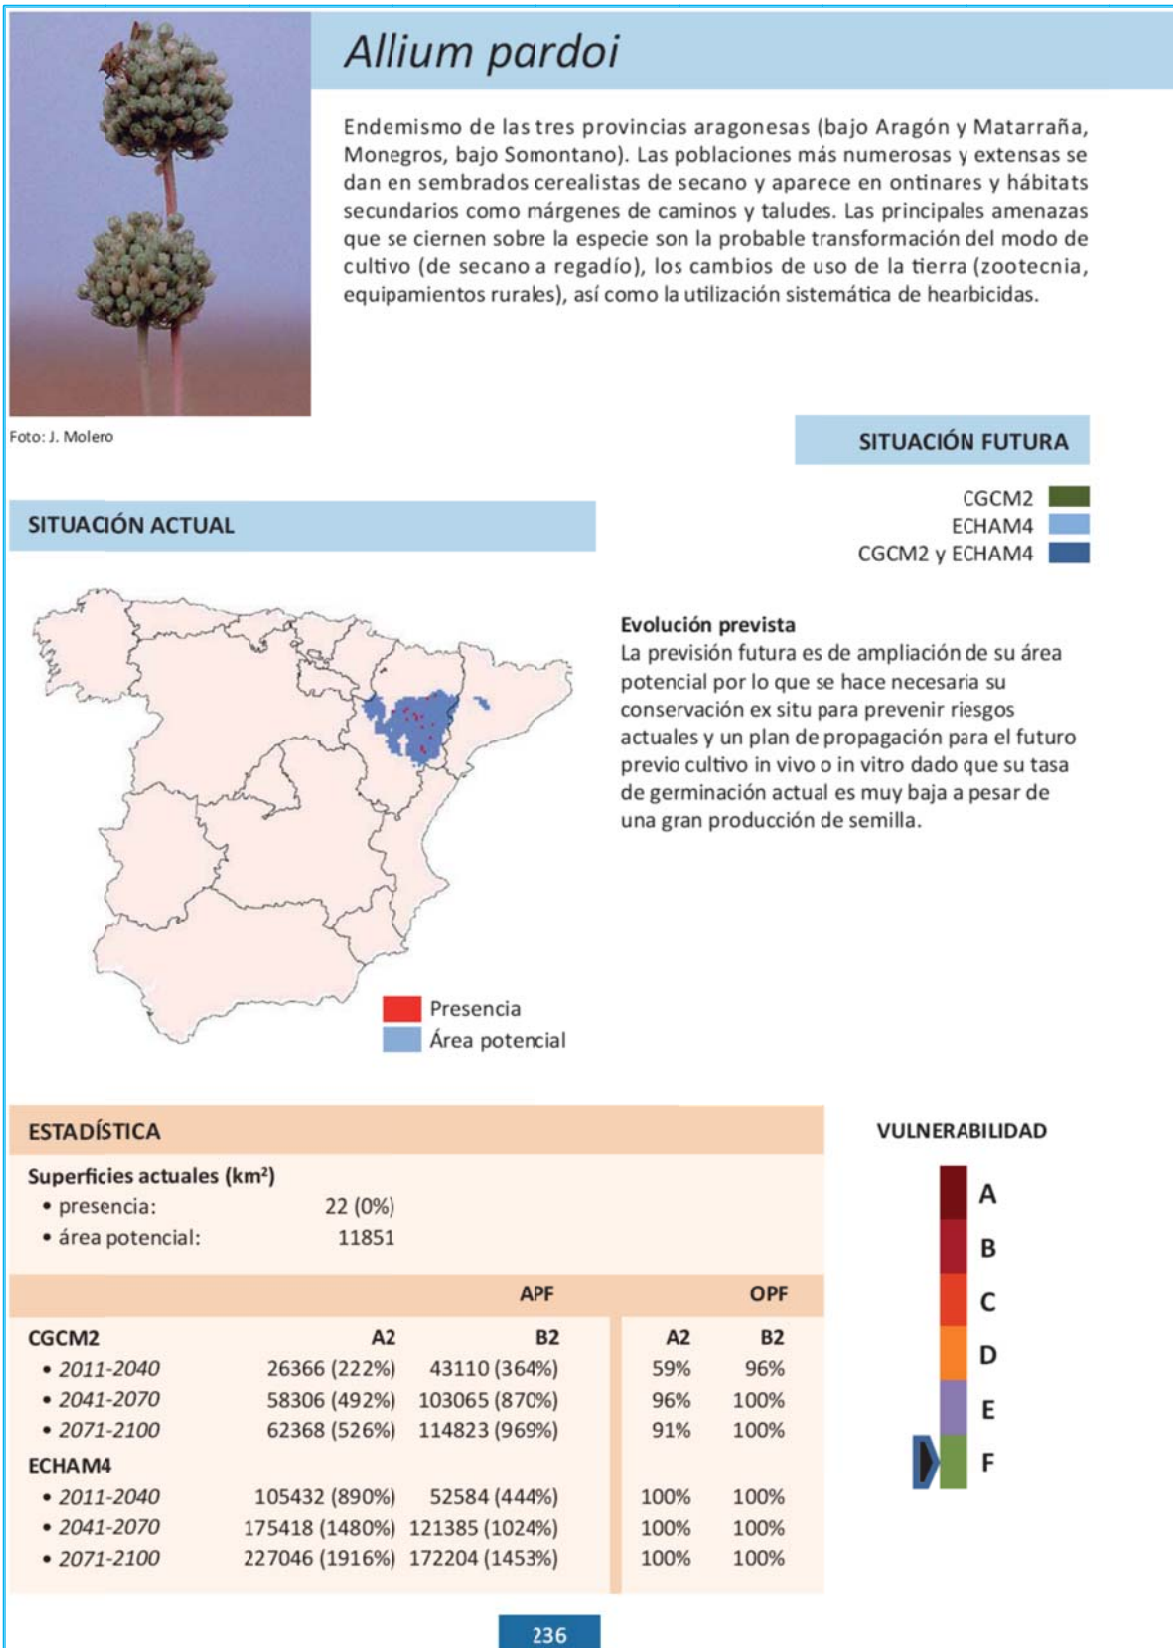 Allium pardoi
Endemismo de las tres provincias aragonesas (bajo Aragón y Matarraña,
Monegros, bajo Somontano). Las poblaciones más numerosas y extensas se
dan en sembrados cerealistas de secano y aparece en ontinares y hábitats
secundarios como márgenes de caminos y taludes. Las principales amenazas
que se ciernen sobre la especie son la probable transformación del modo de
cultivo (de secano a regadío), los cambios de uso de la tierra (zootecnia,
equipamientos rurales), así como la utilización sistemática de hearbicidas.
Foto: J. Molero
SITUACIÓN FUTURA
CGCM2
ECHAM4
CGCM2 y ECHAM4
SITUACIÓN ACTUAL
Evolución prevista
La previsión futura es de ampliación de su área
potencial por lo que se hace necesaria su
conservación ex situ para prevenir riesgos
actuales y un plan de propagación para el futuro
previo cultivo in vivo o in vitro dado que su tasa
de germinación actual es muy baja a pesar de
una gran producción de semilla.
Presencia
Área potencial
ESTADÍSTICA
Superficies actuales (km²)
• presencia: 22 (0%)
• área potencial: 11851
APF OPF
CGCM2 A2 B2 A2 B2
• 2011-2040 26366 (222%) 43110 (364%) 59% 96%
• 2041-2070 58306 (492%) 103065 (870%) 96% 100%
• 2071-2100 62368 (526%) 114823 (969%) 91% 100%
ECHAM4
• 2011-2040 105432 (890%) 52584 (444%) 100% 100%
• 2041-2070 175418 (1480%) 121385 (1024%) 100% 100%
• 2071-2100 227046 (1916%) 172204 (1453%) 100% 100%
VULNERABILIDAD
A
B
C
D
E
F
236